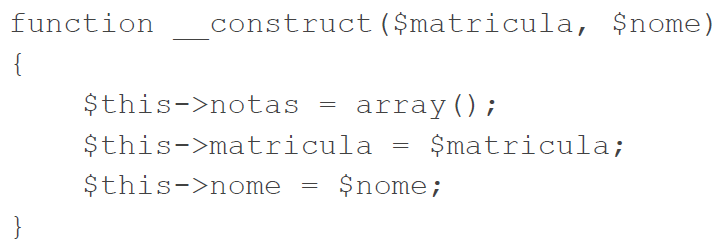 function __construct($matricula, $nome)
{
    $this->notas = array();
    $this->matricula = $matricula;
    $this->nome = $nome;
}